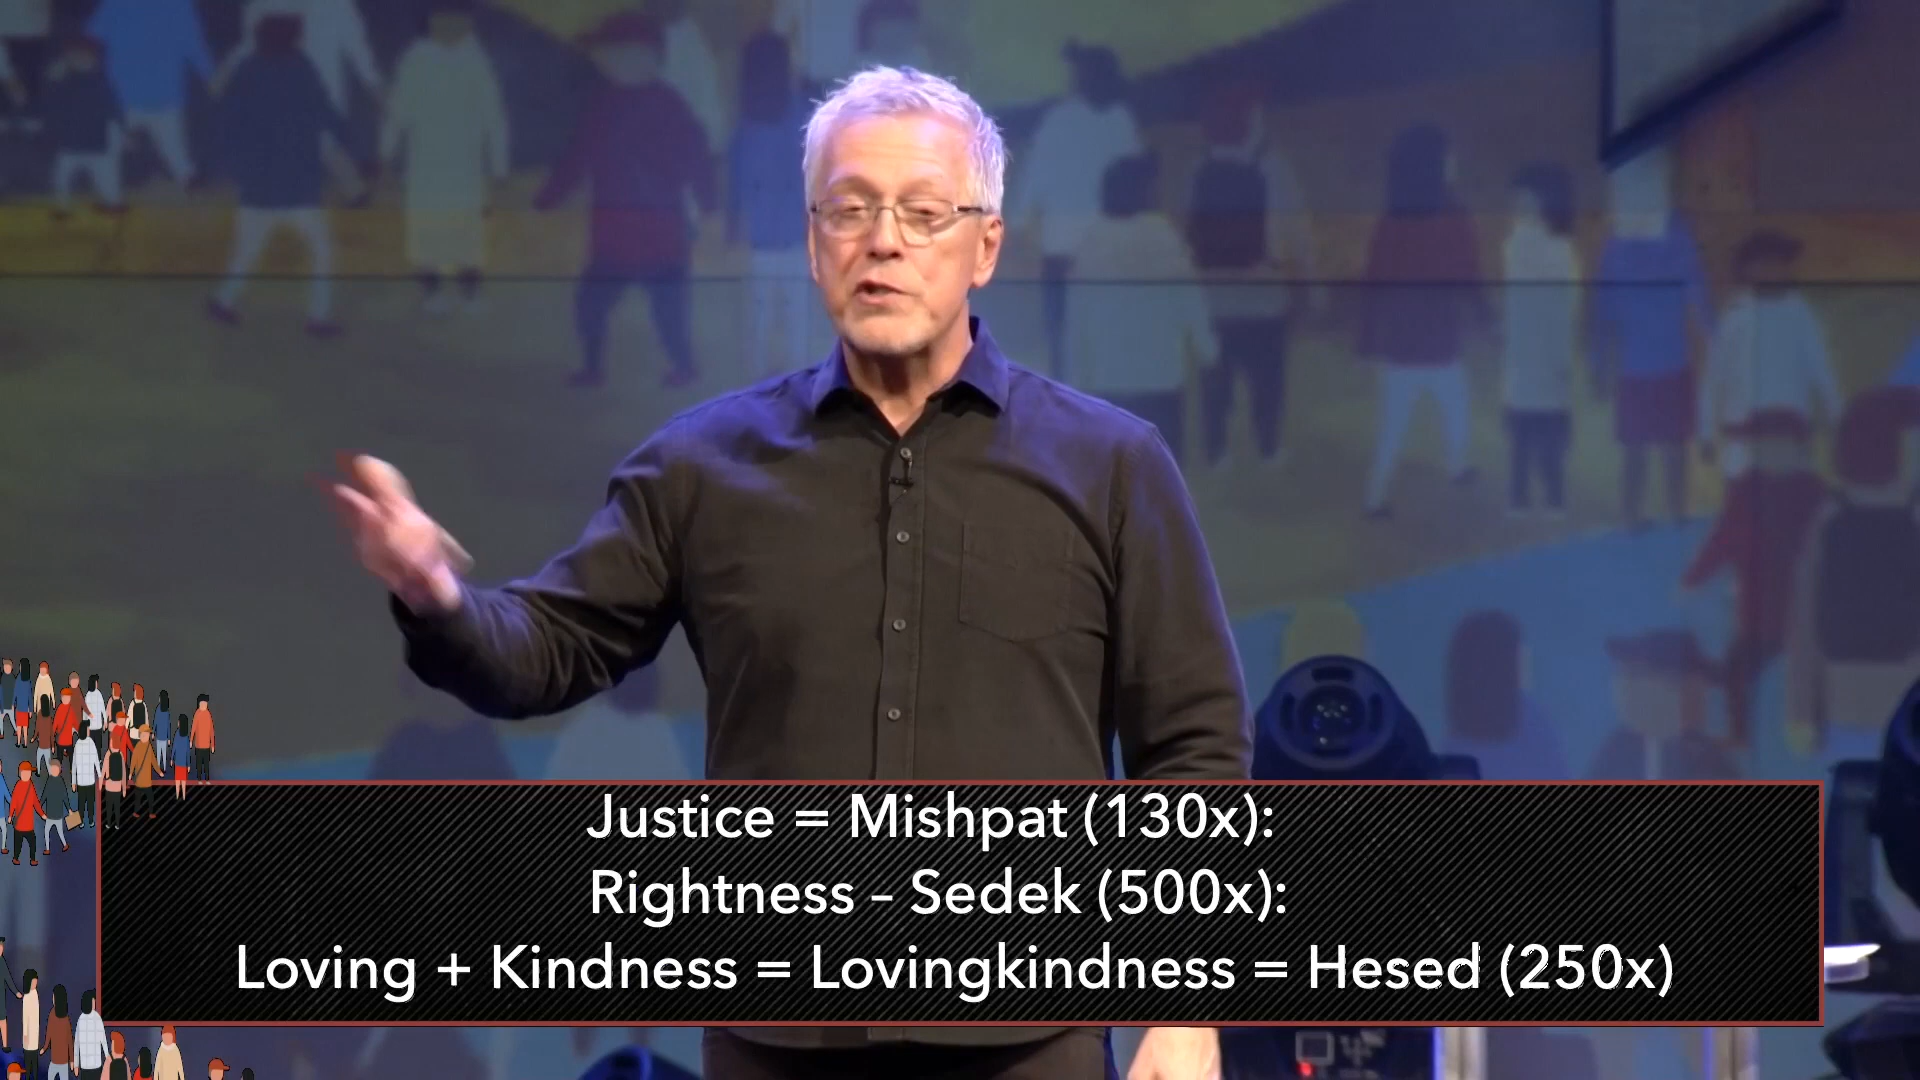 Justice = Mishpat (130x):
Rightness – Sedek (500x):
Loving + Kindness = Lovingkindness = Hesed (250x)